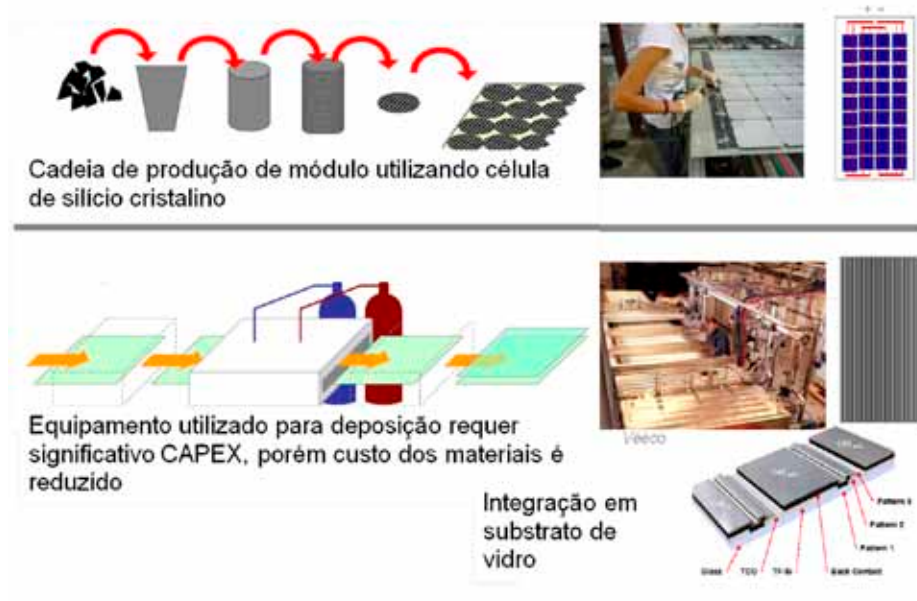 Cadeia de produção de módulo utilizando célula
de silício cristalino
Equipamento utilizado para deposição requer
significativo CAPEX, porém custo dos materiais é
reduzido
Veeco
Integração em
substrato de
vidro
Pattern 3
Pattern 2
Pattern 1
Glass TCO TF-Si Back Contact